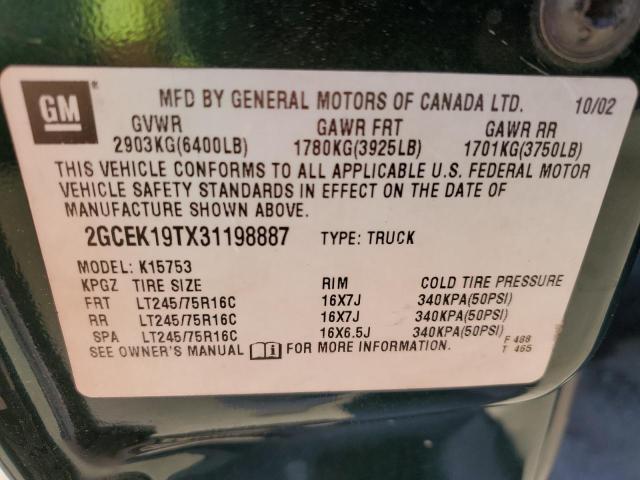 GM ®
MFD BY GENERAL MOTORS OF CANADA LTD. 10/02
GVWR GAWR FRT GAWR RR
2903KG(6400LB) 1780KG(3925LB) 1701KG(3750LB)
THIS VEHICLE CONFORMS TO ALL APPLICABLE U.S. FEDERAL MOTOR
VEHICLE SAFETY STANDARDS IN EFFECT ON THE DATE OF
MANUFACTURE SHOWN ABOVE.
2GCEK19TX31198887 TYPE: TRUCK
MODEL: K15753
KPGZ TIRE SIZE RIM COLD TIRE PRESSURE
FRT LT245/75R16C 16X7J 340KPA(50PSI)
RR LT245/75R16C 16X7J 340KPA(50PSI)
SPA LT245/75R16C 16X6.5J 340KPA(50PSI)
SEE OWNER'S MANUAL i FOR MORE INFORMATION.
F 488
T 465